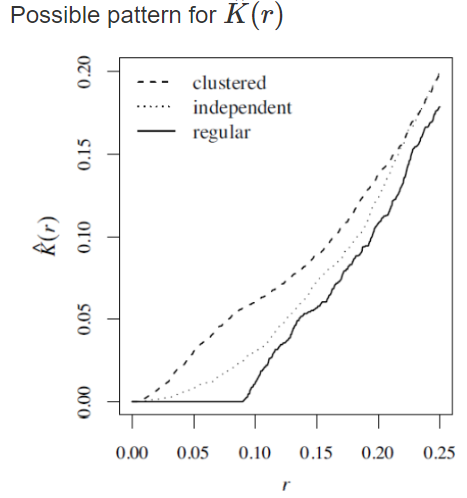 Possible pattern for K̂(r)
clustered
independent
regular
K̂(r)
0.20
0.15
0.10
0.05
0.00
0.00 0.05 0.10 0.15 0.20 0.25
r